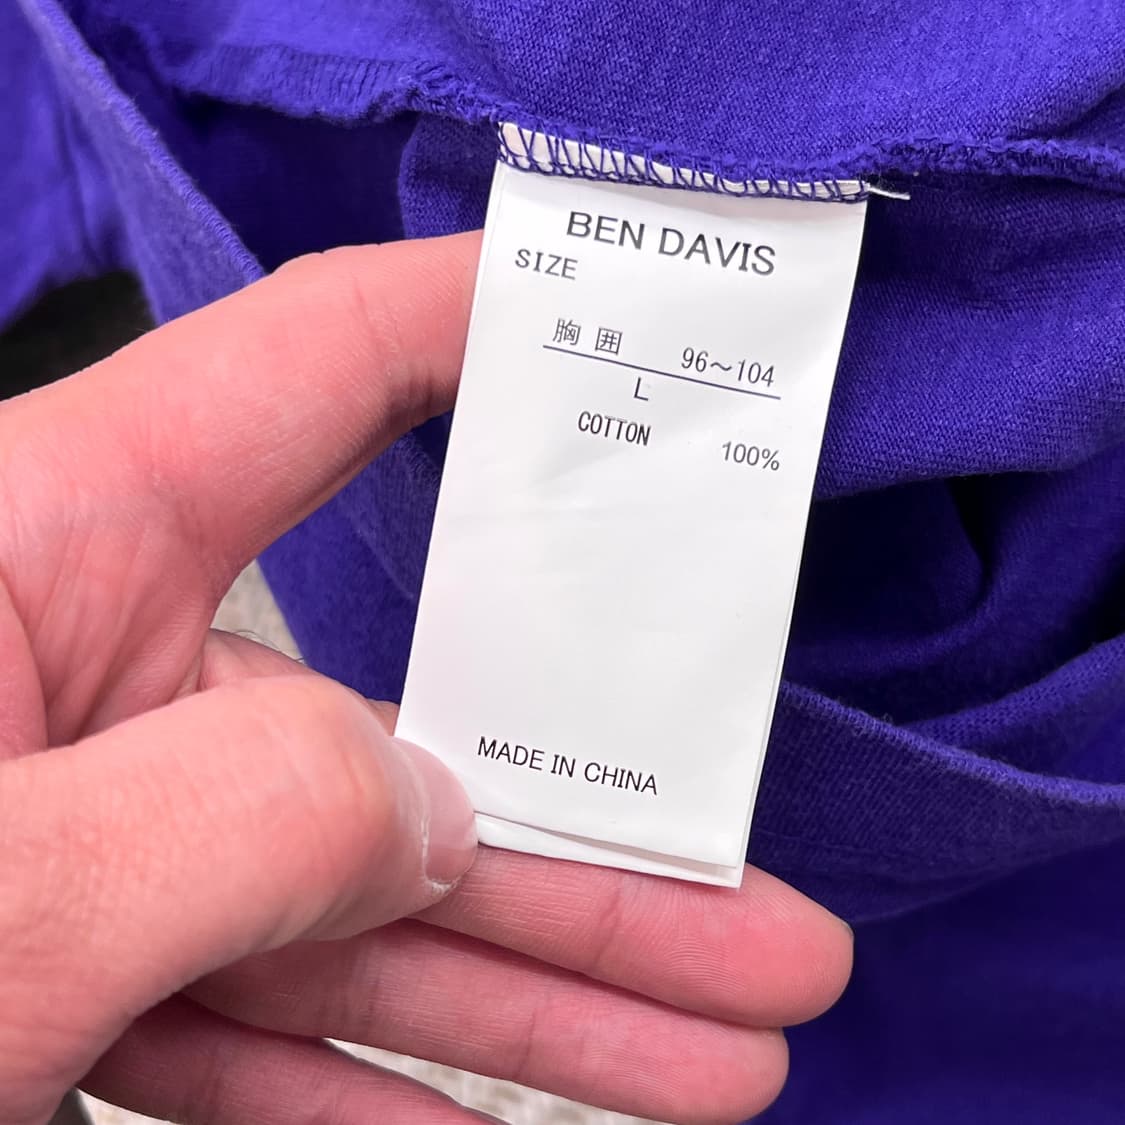 BEN DAVIS
SIZE
胸囲 96～104
L
COTTON 100%
MADE IN CHINA